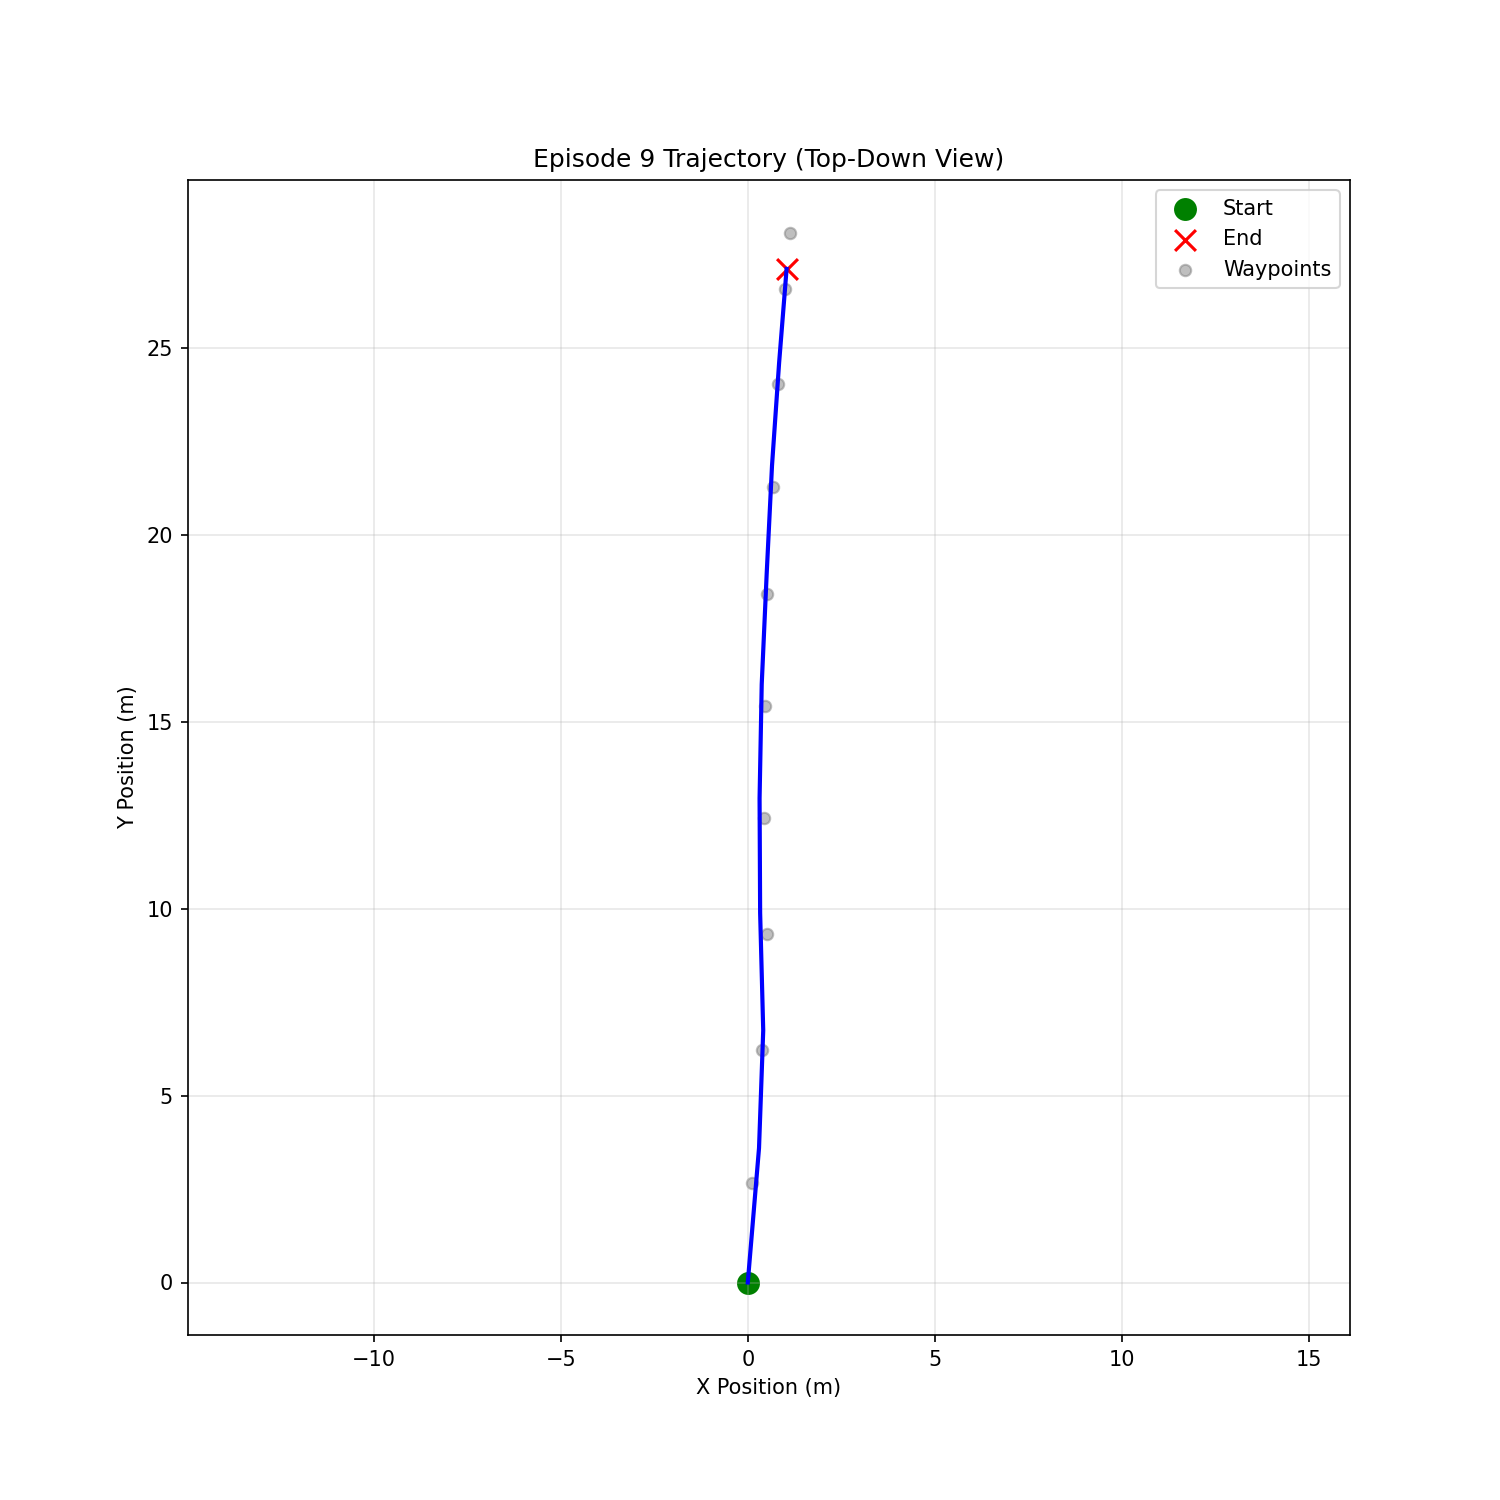 Episode 9 Trajectory (Top-Down View)
Start
End
Waypoints
25
20
15
10
5
0
Y Position (m)
−10
−5
0
5
10
15
X Position (m)